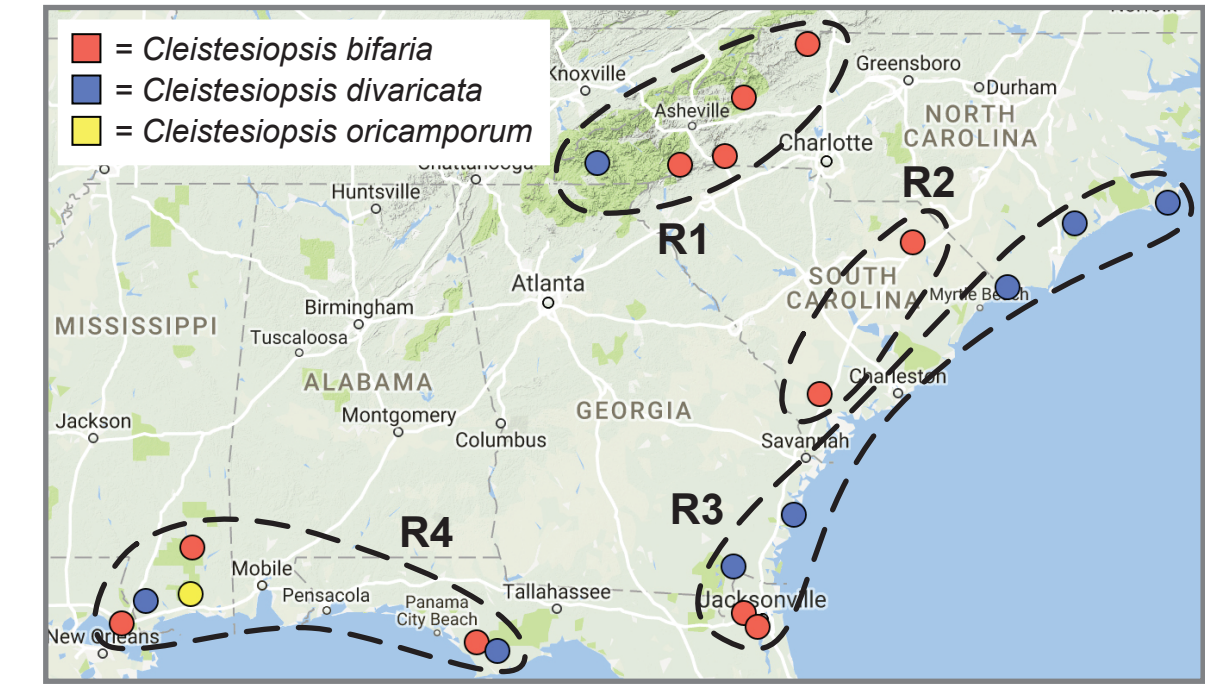 = Cleistesiopsis bifaria
= Cleistesiopsis divaricata
= Cleistesiopsis oricamporum
Knoxville
Greensboro
Durham
Asheville
NORTH
CAROLINA
Charlotte
Chattanooga
Huntsville
R2
R1
Atlanta
SOUTH
CAROLINA
Myrtle Beach
Birmingham
MISSISSIPPI
Tuscaloosa
ALABAMA
Charleston
GEORGIA
Jackson
Montgomery
Columbus
Savannah
R3
R4
Mobile
Pensacola
Tallahassee
Panama
City Beach
Jacksonville
New Orleans